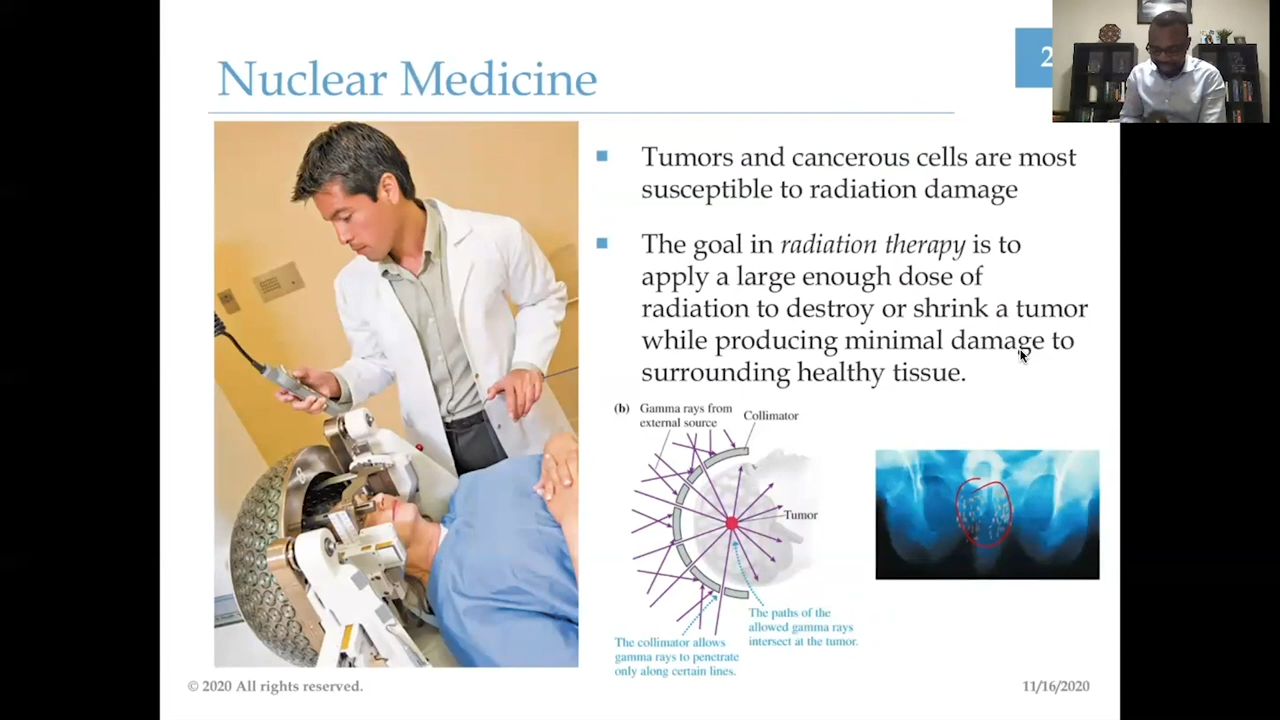 Nuclear Medicine
2
Tumors and cancerous cells are most
susceptible to radiation damage
The goal in radiation therapy is to
apply a large enough dose of
radiation to destroy or shrink a tumor
while producing minimal damage to
surrounding healthy tissue.
(b) Gamma rays from
external source
Collimator
Tumor
The paths of the
allowed gamma rays
intersect at the tumor.
The collimator allows
gamma rays to penetrate
only along certain lines.
© 2020 All rights reserved.
11/16/2020